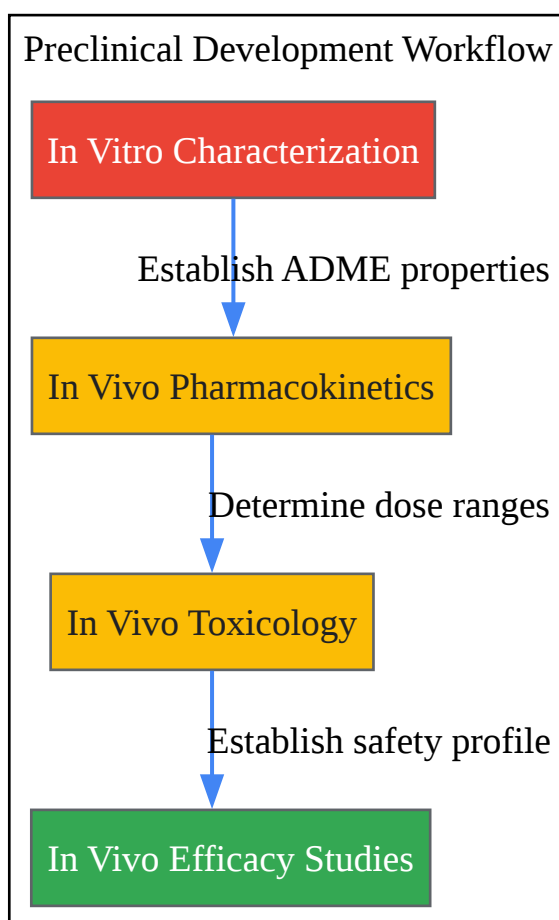 Preclinical Development Workflow
In Vitro Characterization
Establish ADME properties
In Vivo Pharmacokinetics
Determine dose ranges
In Vivo Toxicology
Establish safety profile
In Vivo Efficacy Studies